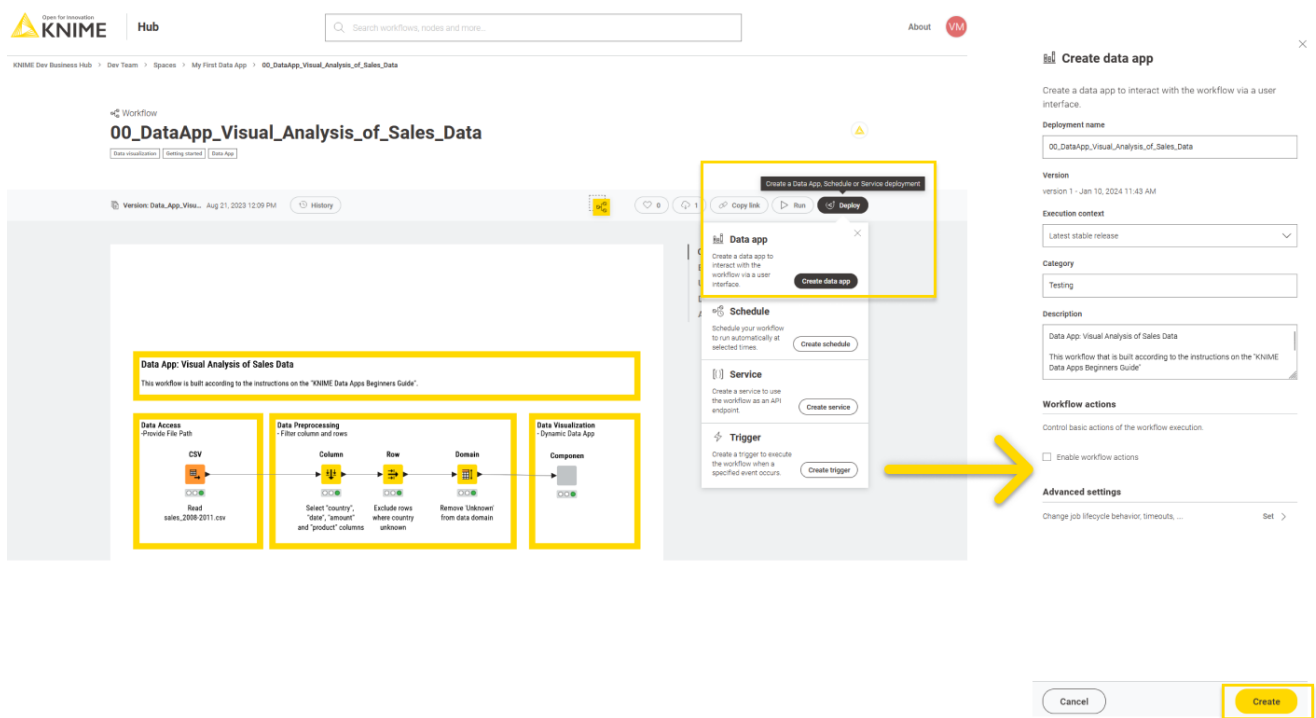 Open for Innovation
KNIME
Hub
Search workflows, nodes and more...
About
VM
KNIME Dev Business Hub > Dev Team > Spaces > My First Data App > 00_DataApp_Visual_Analysis_of_Sales_Data
Workflow
00_DataApp_Visual_Analysis_of_Sales_Data
Data visualization
Getting started
Data App
Create a Data App, Schedule or Service deployment
Version: Data_App_Visu... Aug 21, 2023 12:09 PM
History
0
1
Copy link
Run
Deploy
Data app
Create a data app to
interact with the
workflow via a user
interface.
Create data app
Schedule
Schedule your workflow
to run automatically at
selected times.
Create schedule
Service
Create a service to use
the workflow as an API
endpoint.
Create service
Trigger
Create a trigger to execute
the workflow when a
specified event occurs.
Create trigger
Data App: Visual Analysis of Sales Data
This workflow is built according to the instructions on the "KNIME Data Apps Beginners Guide".
Data Access
-Provide File Path
CSV
Read
sales_2008-2011.csv
Data Preprocessing
- Filter column and rows
Column
Select "country",
"date", "amount"
and "product" columns
Row
Exclude rows
where country
unknown
Domain
Remove 'Unknown'
from data domain
Data Visualization
- Dynamic Data App
Componen
Create data app
Create a data app to interact with the workflow via a user
interface.
Deployment name
00_DataApp_Visual_Analysis_of_Sales_Data
Version
version 1 - Jan 10, 2024 11:43 AM
Execution context
Latest stable release
Category
Testing
Description
Data App: Visual Analysis of Sales Data
This workflow that is built according to the instructions on the "KNIME
Data Apps Beginners Guide"
Workflow actions
Control basic actions of the workflow execution.
Enable workflow actions
Advanced settings
Change job lifecycle behavior, timeouts, ...
Set >
Cancel
Create